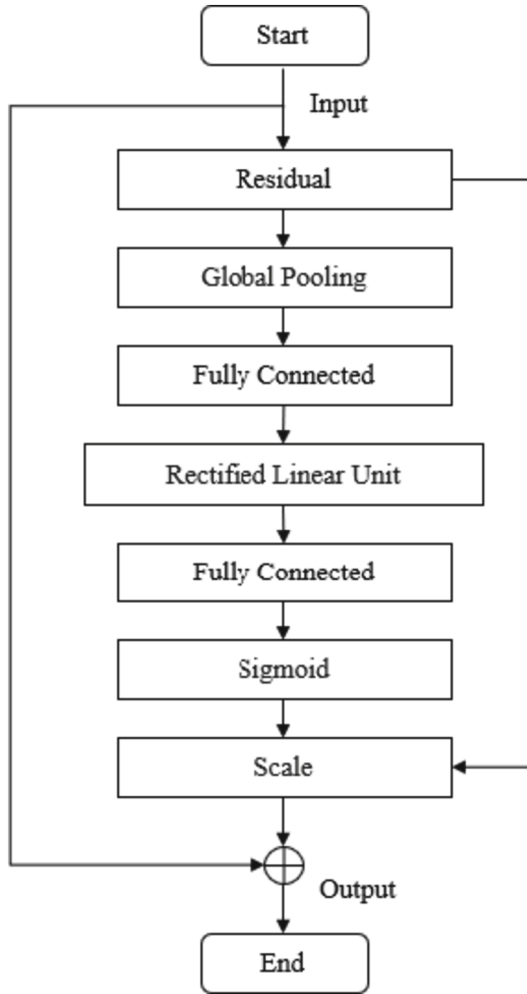 Start
Input
Residual
Global Pooling
Fully Connected
Rectified Linear Unit
Fully Connected
Sigmoid
Scale
Output
End